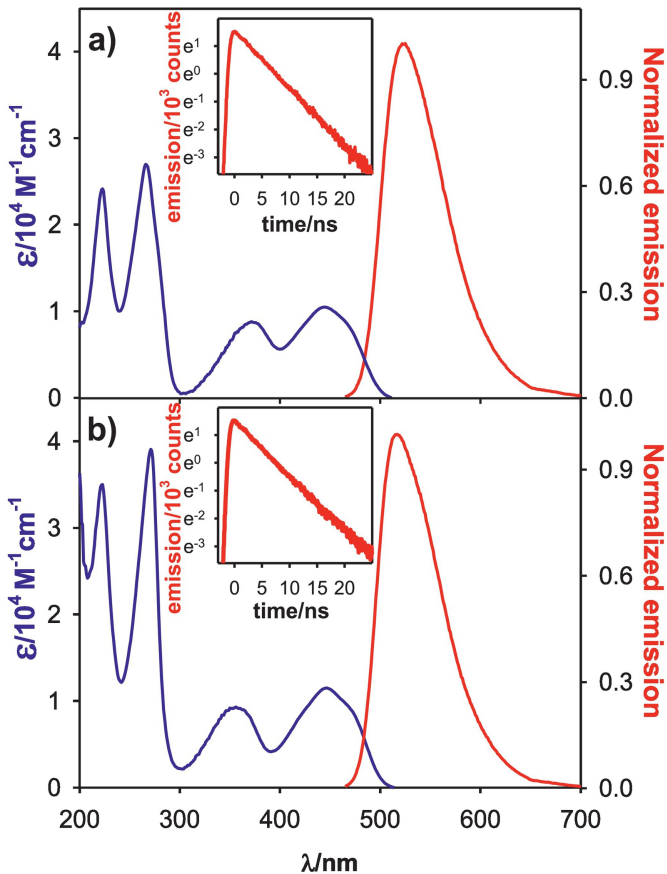 a)
4
3
2
1
0
ε/10⁴ M⁻¹cm⁻¹
emission/10³ counts
e¹
e⁰
e⁻¹
e⁻²
e⁻³
0 5 10 15 20
time/ns
0.9
0.6
0.3
0.0
Normalized emission
b)
4
3
2
1
0
ε/10⁴ M⁻¹cm⁻¹
emission/10³ counts
e¹
e⁰
e⁻¹
e⁻²
e⁻³
0 5 10 15 20
time/ns
0.9
0.6
0.3
0.0
Normalized emission
200 300 400 500 600 700
λ/nm